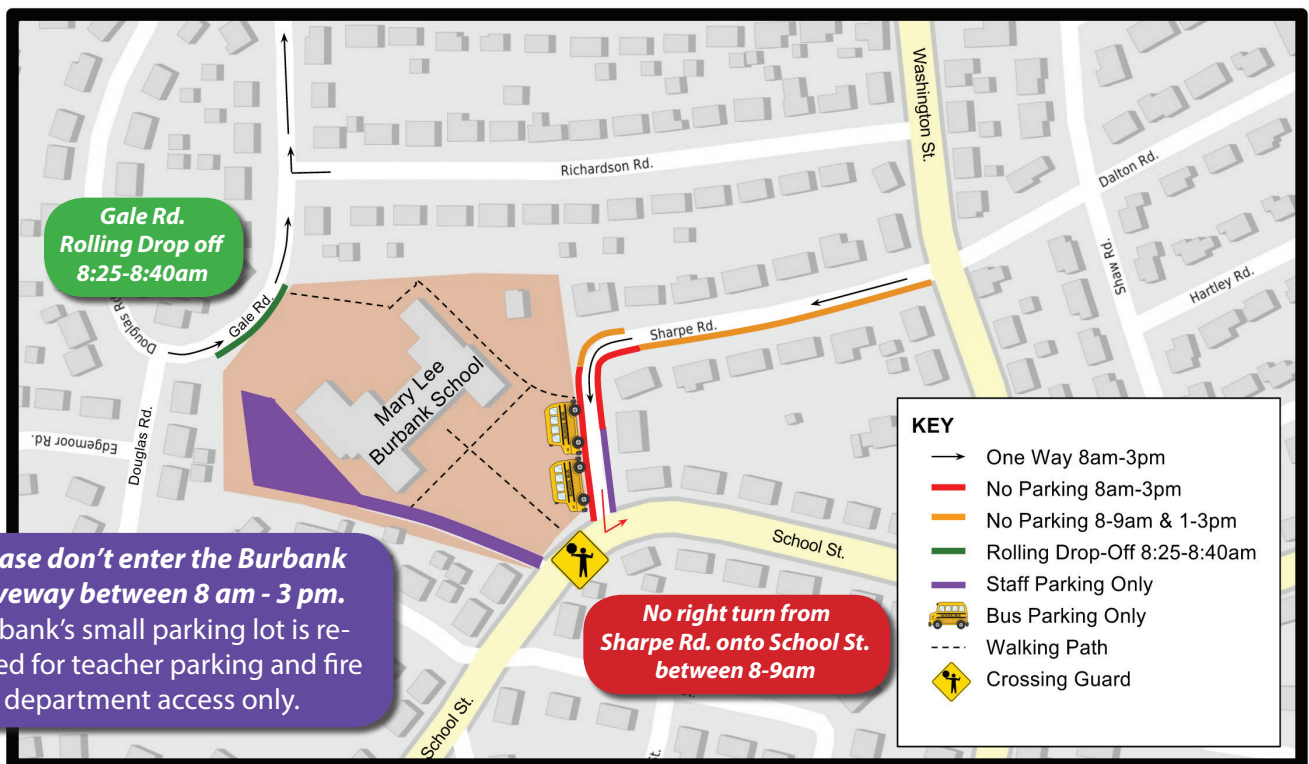 Washington St.
Richardson Rd.
Dalton Rd.
Gale Rd.
Rolling Drop off
8:25-8:40am
Shaw Rd.
Hartley Rd.
Douglas Rd.
Gale Rd.
Sharpe Rd.
Mary Lee
Burbank School
Edgemoor Rd.
Douglas Rd.
KEY
One Way 8am-3pm
No Parking 8am-3pm
No Parking 8-9am & 1-3pm
Rolling Drop-Off 8:25-8:40am
Staff Parking Only
Bus Parking Only
Walking Path
Crossing Guard
School St.
ase don't enter the Burbank
veway between 8 am - 3 pm.
bank's small parking lot is re-
ed for teacher parking and fire
department access only.
No right turn from
Sharpe Rd. onto School St.
between 8-9am
School St.